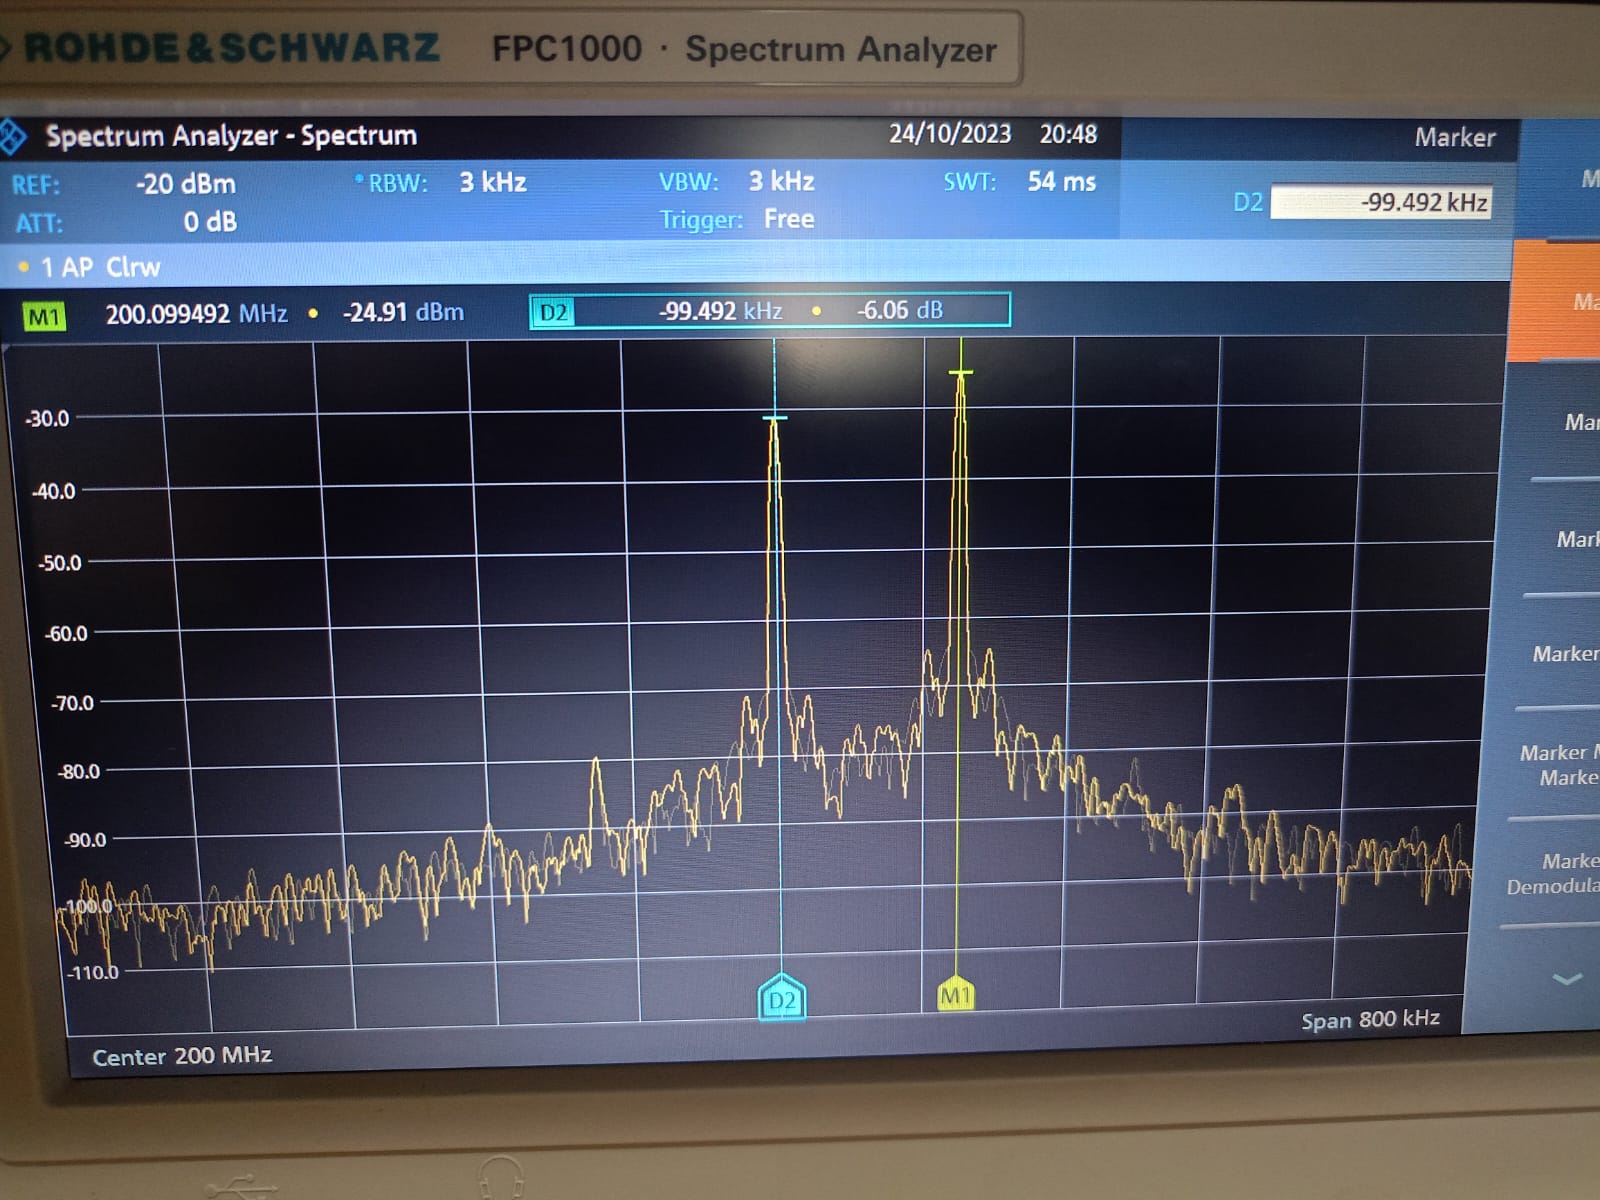 ROHDE&SCHWARZ FPC1000 · Spectrum Analyzer
Spectrum Analyzer - Spectrum 24/10/2023 20:48 Marker
REF: -20 dBm RBW: 3 kHz VBW: 3 kHz SWT: 54 ms
D2 -99.492 kHz
ATT: 0 dB Trigger: Free
1 AP Clrw
M1 200.099492 MHz -24.91 dBm D2 -99.492 kHz -6.06 dB
-30.0
-40.0
-50.0
-60.0
-70.0
-80.0
-90.0
-100.0
-110.0
D2 M1
Center 200 MHz Span 800 kHz
Marker
Marker